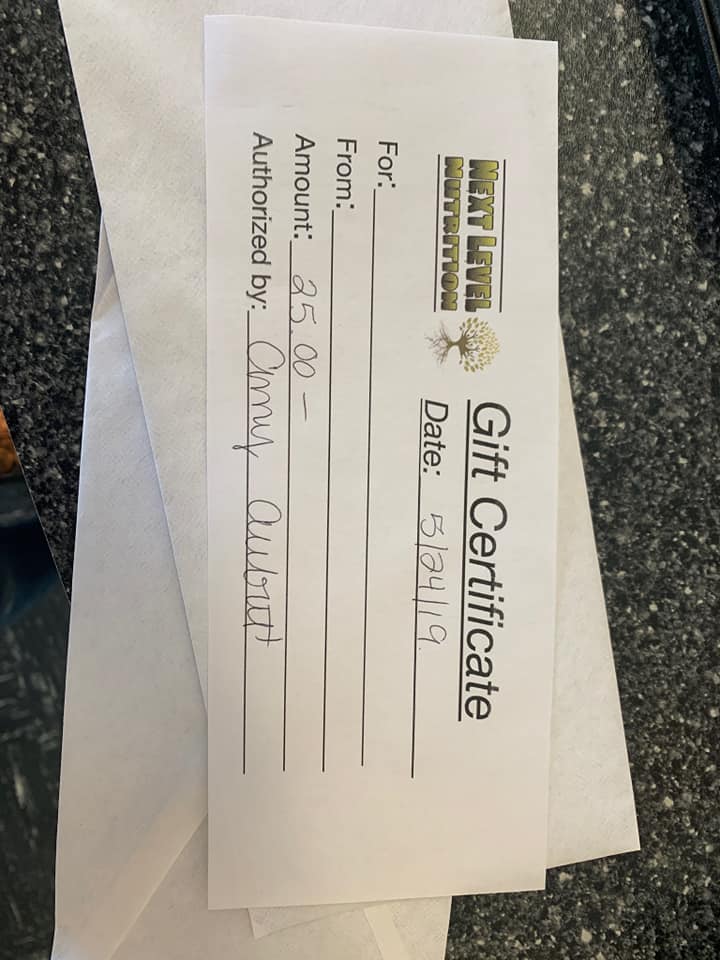 NEXT LEVEL
NUTRITION
Gift Certificate
Date: 5/24/19
For:
From:
Amount: 25.00 -
Authorized by: Amy